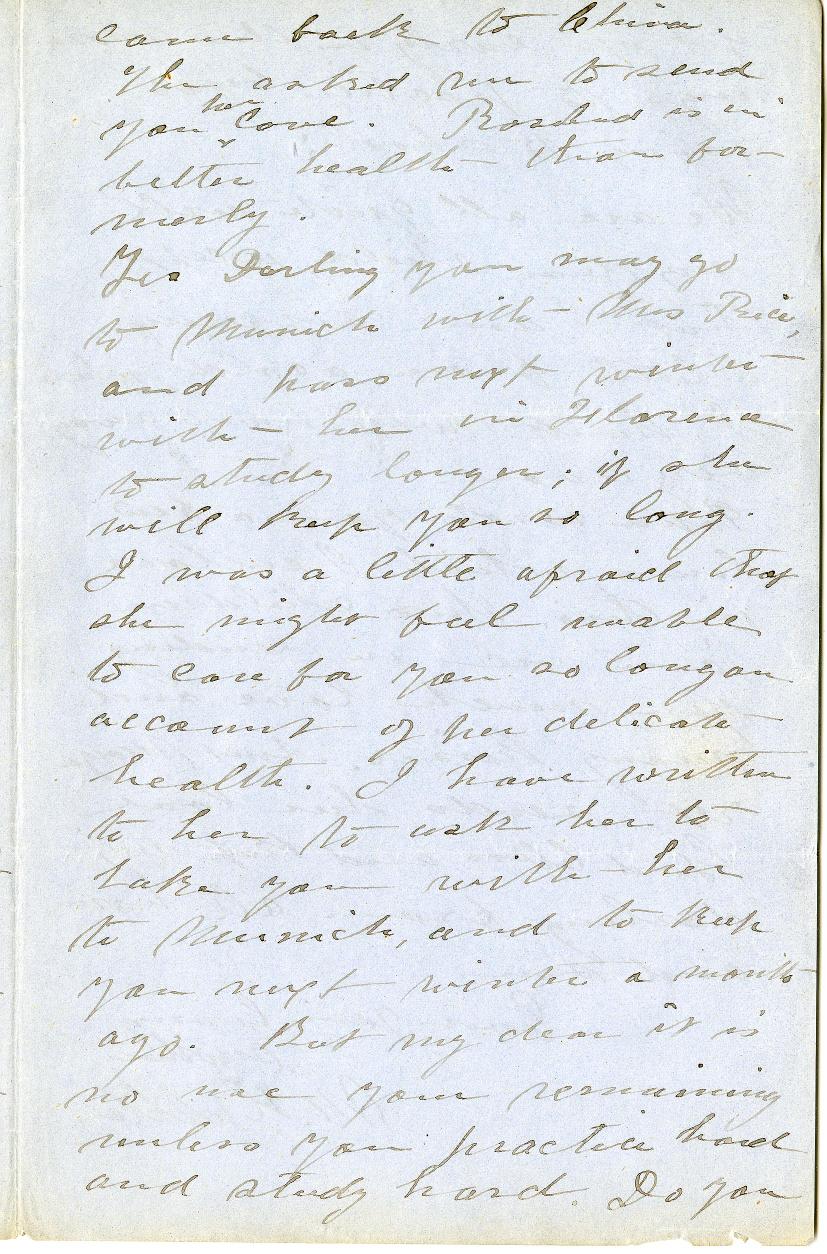 came back to China.
She asked me to send
you her love. Rosebud is in
better health than for-
merly.
Yes Darling you may go
to Munich with Mrs Price,
and pass next winter
with her in Florence
to study longer; if she
will keep you so long.
I was a little afraid that
she might feel unable
to care for you so long on
account of her delicate
health. I have written
to her to ask her to
take you with her
to Munich, and to keep
you next winter a month
ago. But my dear it is
no use your remaining
unless you practice hard
and study hard. Do you